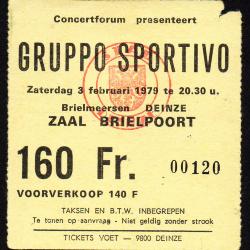 Concertforum presenteert
GRUPPO SPORTIVO
Zaterdag 3 februari 1979 te 20.30 u.
Brielmeersen DEINZE
ZAAL BRIELPOORT
160 Fr. 00120
VOORVERKOOP 140 F
TAKSEN EN B.T.W. INBEGREPEN
Te tonen op aanvraag - Niet geldig zonder strook
TICKETS VOET — 9800 DEINZE